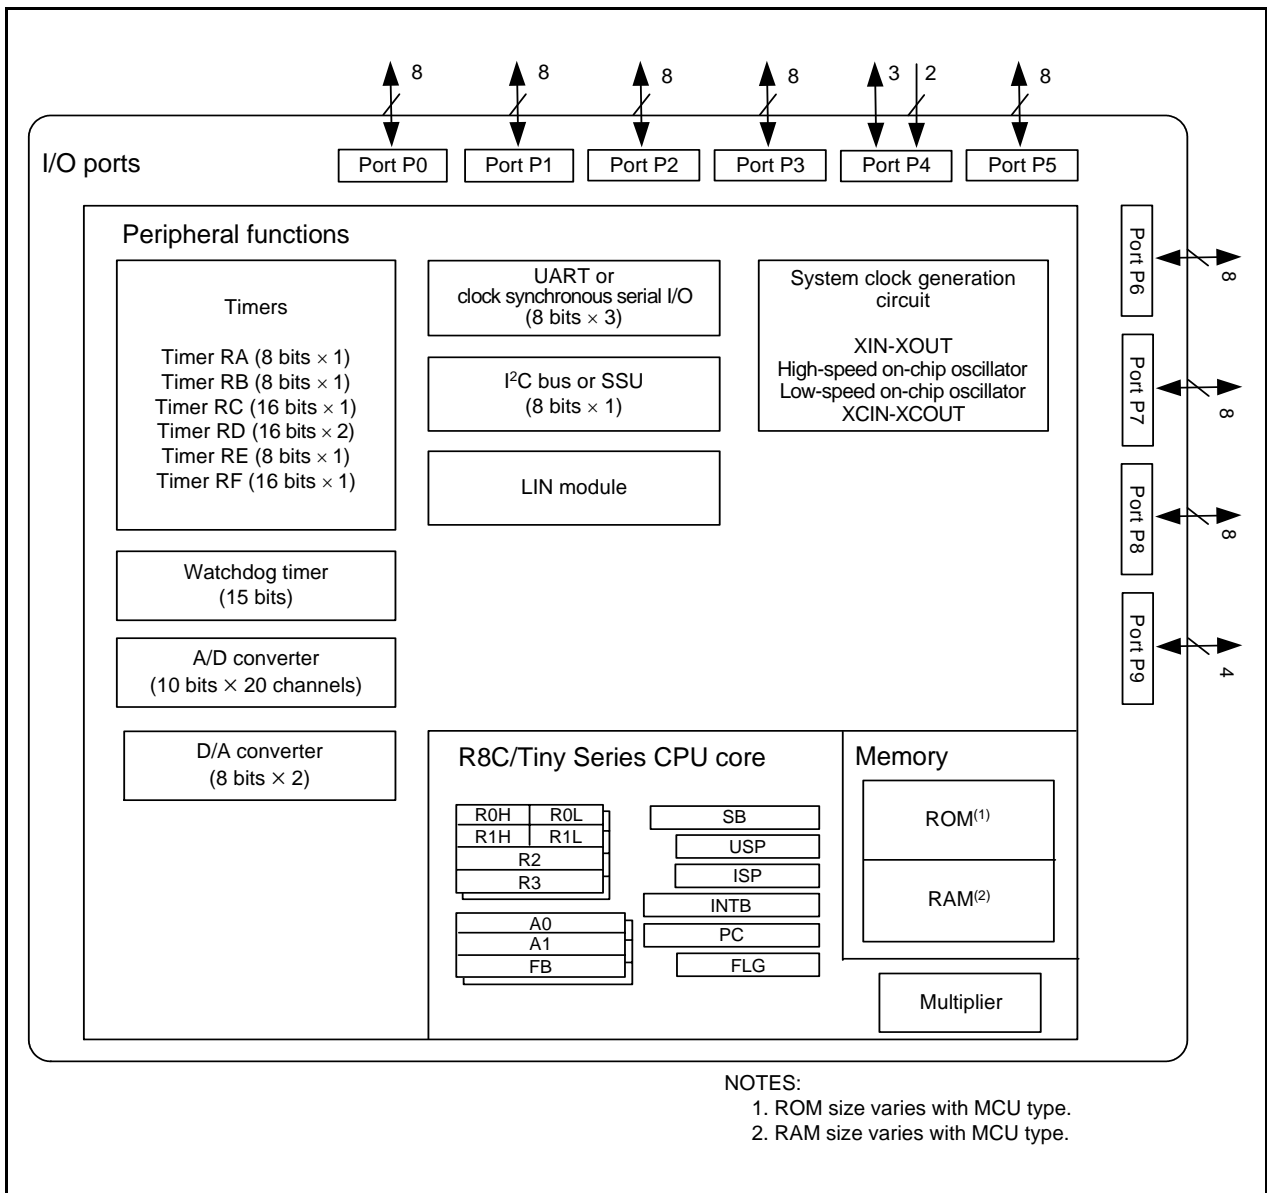 8
8
8
8
3
2
8
I/O ports
Port P0
Port P1
Port P2
Port P3
Port P4
Port P5
Port P6
8
Port P7
8
Port P8
8
Port P9
4
Peripheral functions
Timers
Timer RA (8 bits × 1)
Timer RB (8 bits × 1)
Timer RC (16 bits × 1)
Timer RD (16 bits × 2)
Timer RE (8 bits × 1)
Timer RF (16 bits × 1)
UART or
clock synchronous serial I/O
(8 bits × 3)
I²C bus or SSU
(8 bits × 1)
LIN module
System clock generation
circuit
XIN-XOUT
High-speed on-chip oscillator
Low-speed on-chip oscillator
XCIN-XCOUT
Watchdog timer
(15 bits)
A/D converter
(10 bits × 20 channels)
D/A converter
(8 bits × 2)
R8C/Tiny Series CPU core
R0H
R0L
R1H
R1L
R2
R3
A0
A1
FB
SB
USP
ISP
INTB
PC
FLG
Memory
ROM(1)
RAM(2)
Multiplier
NOTES:
1. ROM size varies with MCU type.
2. RAM size varies with MCU type.